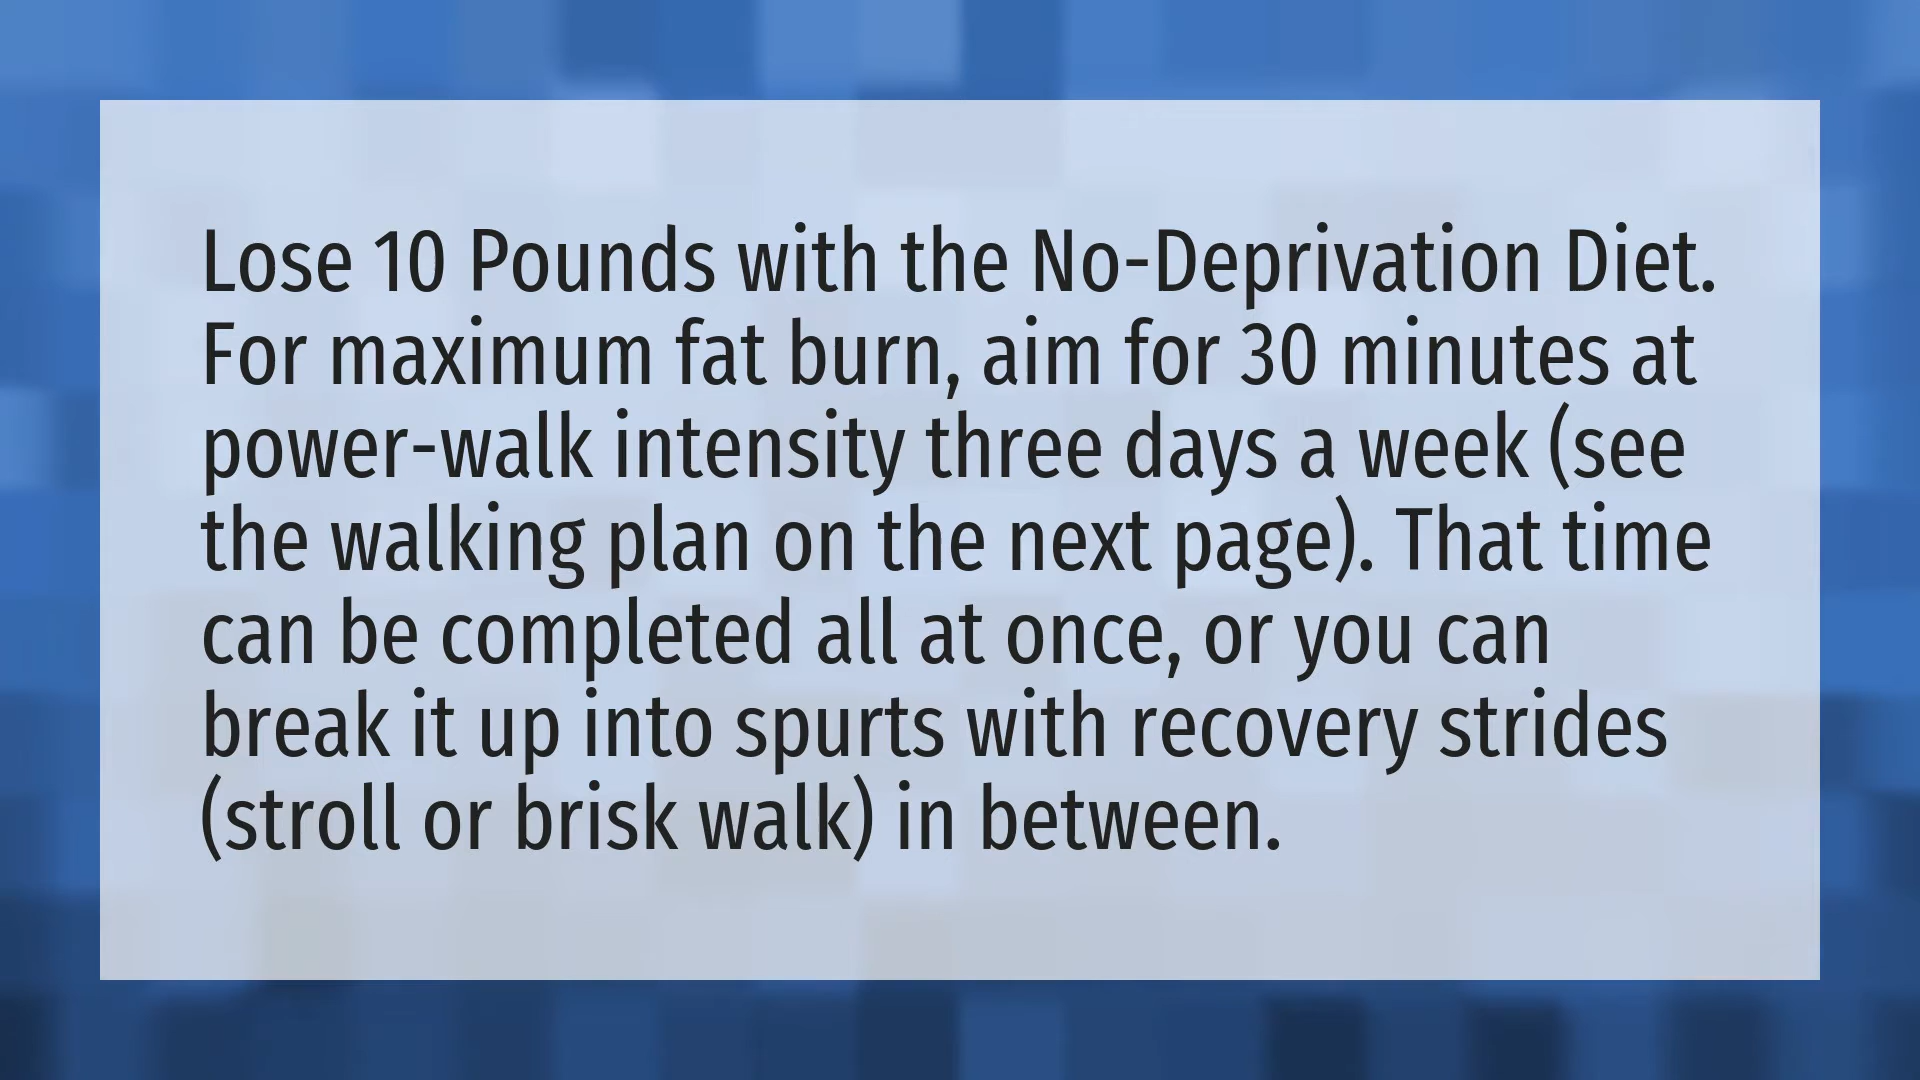 Lose 10 Pounds with the No-Deprivation Diet.
For maximum fat burn, aim for 30 minutes at
power-walk intensity three days a week (see
the walking plan on the next page). That time
can be completed all at once, or you can
break it up into spurts with recovery strides
(stroll or brisk walk) in between.